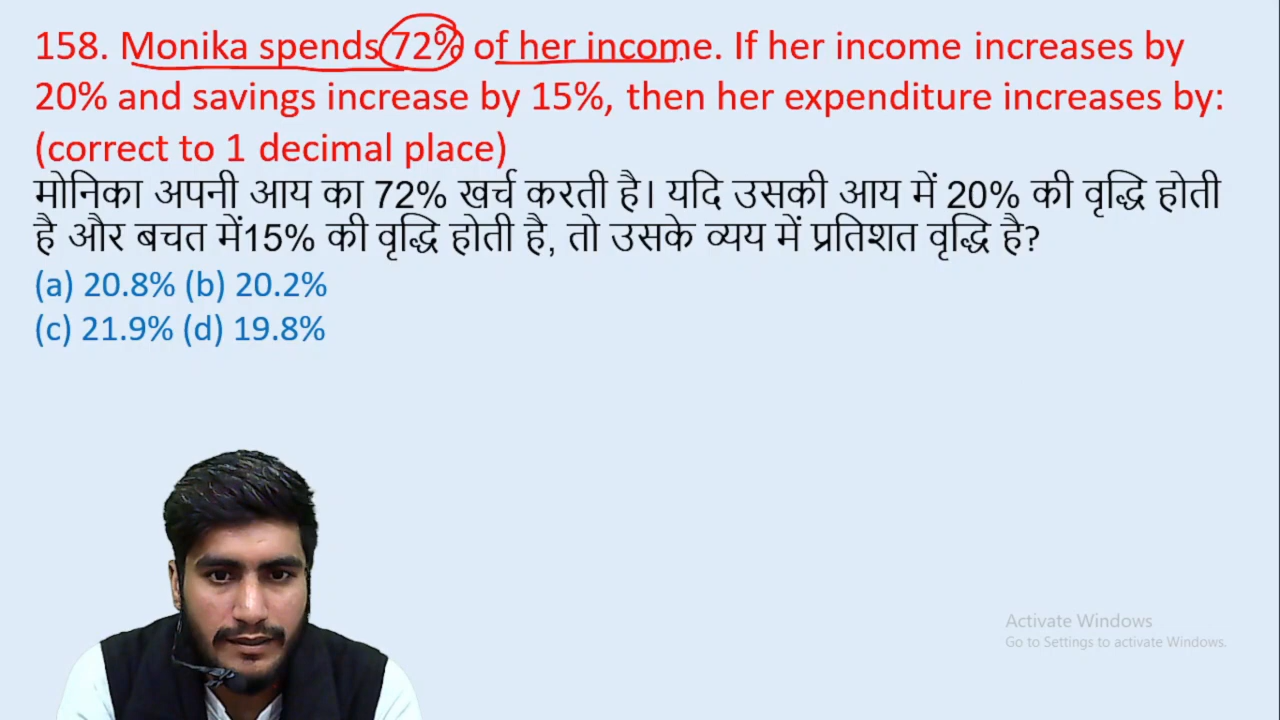 158. Monika spends 72% of her income. If her income increases by
20% and savings increase by 15%, then her expenditure increases by:
(correct to 1 decimal place)
मोनिका अपनी आय का 72% खर्च करती है। यदि उसकी आय में 20% की वृद्धि होती
है और बचत में15% की वृद्धि होती है, तो उसके व्यय में प्रतिशत वृद्धि है?
(a) 20.8% (b) 20.2%
(c) 21.9% (d) 19.8%
Activate Windows
Go to Settings to activate Windows.